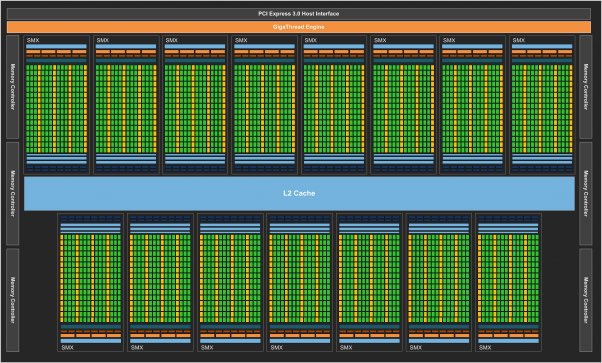 PCI Express 3.0 Host Interface
GigaThread Engine
SMX
SMX
SMX
SMX
SMX
SMX
SMX
SMX
Memory Controller
Memory Controller
Memory Controller
Memory Controller
Memory Controller
Memory Controller
L2 Cache
SMX
SMX
SMX
SMX
SMX
SMX
SMX